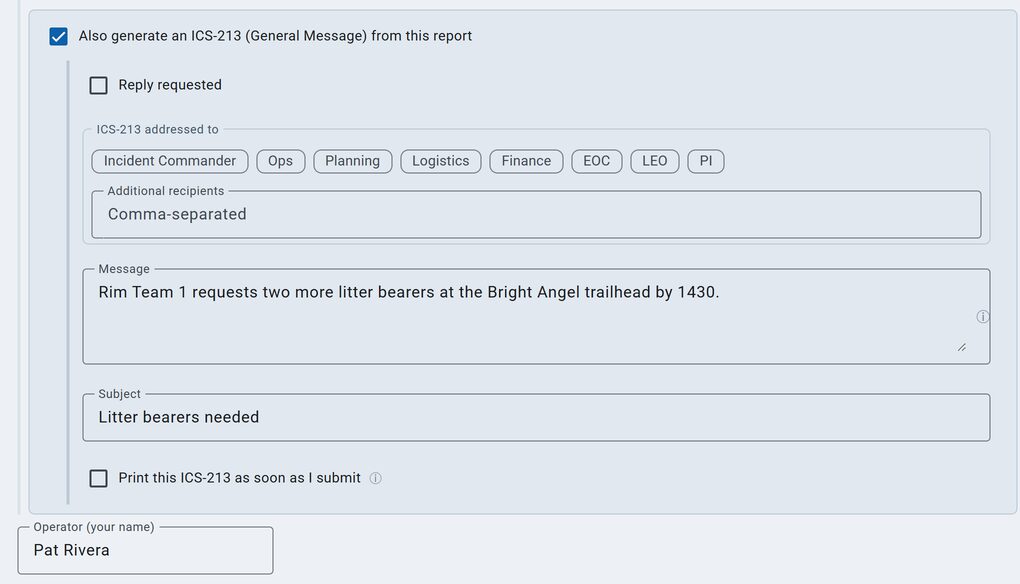 Also generate an ICS-213 (General Message) from this report
Reply requested
ICS-213 addressed to
Incident Commander Ops Planning Logistics Finance EOC LEO PI
Additional recipients
Comma-separated
Message
Rim Team 1 requests two more litter bearers at the Bright Angel trailhead by 1430.
Subject
Litter bearers needed
Print this ICS-213 as soon as I submit
Operator (your name)
Pat Rivera